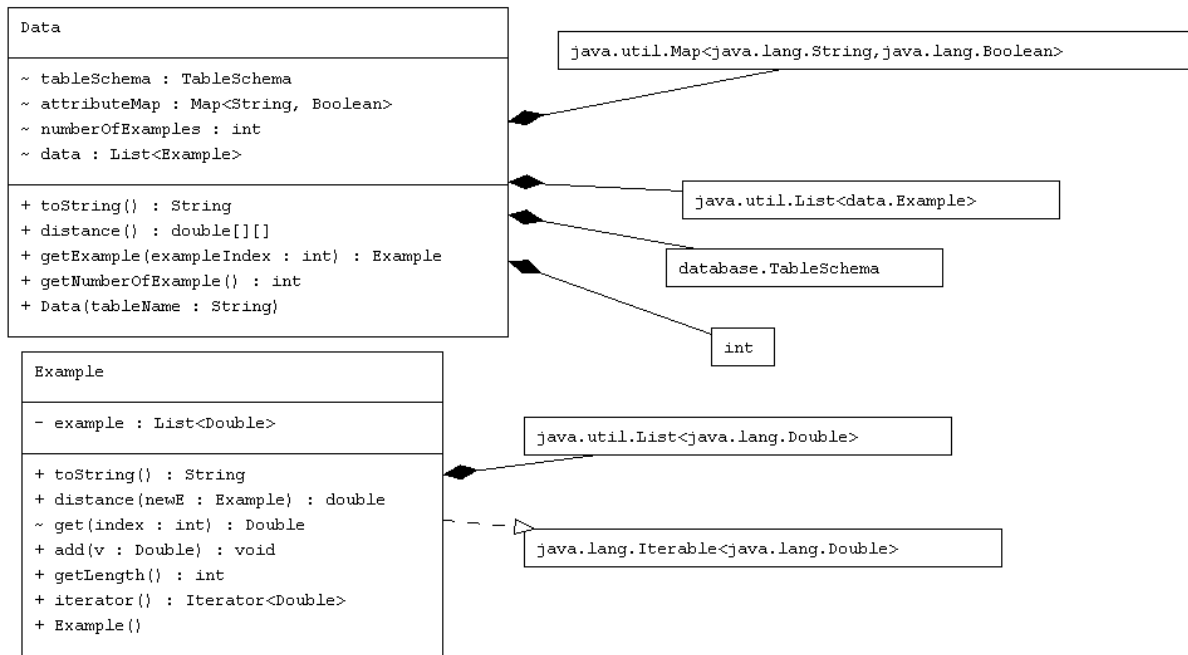 Data
~ tableSchema : TableSchema
~ attributeMap : Map<String, Boolean>
~ numberOfExamples : int
~ data : List<Example>
+ toString() : String
+ distance() : double[][]
+ getExample(exampleIndex : int) : Example
+ getNumberOfExample() : int
+ Data(tableName : String)
java.util.Map<java.lang.String,java.lang.Boolean>
java.util.List<data.Example>
database.TableSchema
int
Example
- example : List<Double>
+ toString() : String
+ distance(newE : Example) : double
~ get(index : int) : Double
+ add(v : Double) : void
+ getLength() : int
+ iterator() : Iterator<Double>
+ Example()
java.util.List<java.lang.Double>
java.lang.Iterable<java.lang.Double>